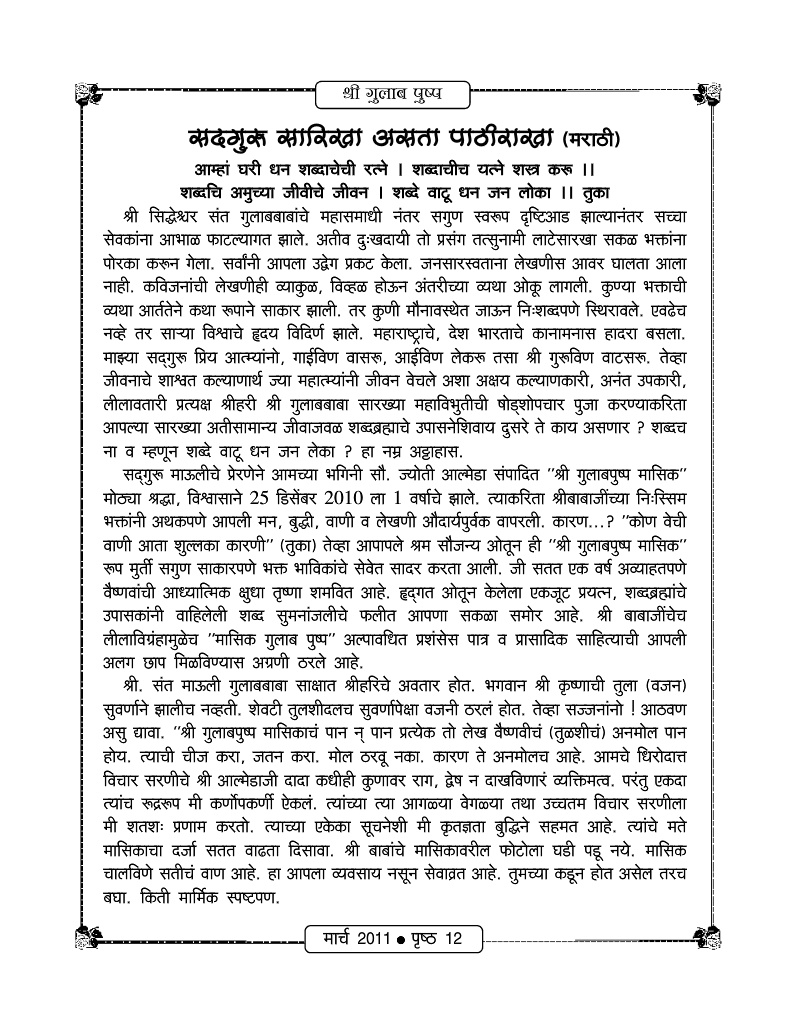 श्री गुलाब पुष्प
सदगुरू सारिखा असता पाठीराखा (मराठी)
आम्हां घरी धन शब्दाचेची रत्ने । शब्दाचीच यत्ने शस्त्र करू ।।
शब्दचि अमुच्या जीवीचे जीवन । शब्दे वाटू धन जन लोका ।। तुका
श्री सिद्धेश्वर संत गुलाबबाबांचे महासमाधी नंतर सगुण स्वरूप दृष्टिआड झाल्यानंतर सच्चा
सेवकांना आभाळ फाटल्यागत झाले. अतीव दुःखदायी तो प्रसंग तत्सुनामी लाटेसारखा सकळ भक्तांना
पोरका करून गेला. सर्वांनी आपला उद्वेग प्रकट केला. जनसारस्वताना लेखणीस आवर घालता आला
नाही. कविजनांची लेखणीही व्याकुळ, विव्हळ होऊन अंतरीच्या व्यथा ओकू लागली. कुण्या भक्ताची
व्यथा आर्ततेने कथा रूपाने साकार झाली. तर कुणी मौनावस्थेत जाऊन निःशब्दपणे स्थिरावले. एवढेच
नव्हे तर साऱ्या विश्वाचे हृदय विदिर्ण झाले. महाराष्ट्राचे, देश भारताचे कानामनास हादरा बसला.
माझ्या सद्गुरू प्रिय आत्म्यांनो, गाईविण वासरू, आईविण लेकरू तसा श्री गुरूविण वाटसरू. तेव्हा
जीवनाचे शाश्वत कल्याणार्थ ज्या महात्म्यांनी जीवन वेचले अशा अक्षय कल्याणकारी, अनंत उपकारी,
लीलावतारी प्रत्यक्ष श्रीहरी श्री गुलाबबाबा सारख्या महाविभुतीची षोड्शोपचार पुजा करण्याकरिता
आपल्या सारख्या अतीसामान्य जीवाजवळ शब्दब्रह्माचे उपासनेशिवाय दुसरे ते काय असणार ? शब्दच
ना व म्हणून शब्दे वाटू धन जन लेका ? हा नम्र अट्टाहास.
सद्गुरू माऊलीचे प्रेरणेने आमच्या भगिनी सौ. ज्योती आल्मेडा संपादित "श्री गुलाबपुष्प मासिक"
मोठ्या श्रद्धा, विश्वासाने 25 डिसेंबर 2010 ला 1 वर्षाचे झाले. त्याकरिता श्रीबाबाजींच्या निःस्सिम
भक्तांनी अथकपणे आपली मन, बुद्धी, वाणी व लेखणी औदार्यपुर्वक वापरली. कारण...? "कोण वेची
वाणी आता शुल्लका कारणी" (तुका) तेव्हा आपापले श्रम सौजन्य ओतून ही "श्री गुलाबपुष्प मासिक"
रूप मुर्ती सगुण साकारपणे भक्त भाविकांचे सेवेत सादर करता आली. जी सतत एक वर्ष अव्याहतपणे
वैष्णवांची आध्यात्मिक क्षुधा तृष्णा शमवित आहे. हृद्गत ओतून केलेला एकजूट प्रयत्न, शब्दब्रह्मांचे
उपासकांनी वाहिलेली शब्द सुमनांजलीचे फलीत आपणा सकळा समोर आहे. श्री बाबाजींचेच
लीलाविग्रंहामुळेच "मासिक गुलाब पुष्प" अल्पावधित प्रशंसेस पात्र व प्रासादिक साहित्याची आपली
अलग छाप मिळविण्यास अग्रणी ठरले आहे.
श्री. संत माऊली गुलाबबाबा साक्षात श्रीहरिचे अवतार होत. भगवान श्री कृष्णाची तुला (वजन)
सुवर्णाने झालीच नव्हती. शेवटी तुलशीदलच सुवर्णापेक्षा वजनी ठरलं होत. तेव्हा सज्जनांनो ! आठवण
असु द्यावा. "श्री गुलाबपुष्प मासिकाचं पान न् पान प्रत्येक तो लेख वैष्णवीचं (तुळशीचं) अनमोल पान
होय. त्याची चीज करा, जतन करा. मोल ठरवू नका. कारण ते अनमोलच आहे. आमचे धिरोदात्त
विचार सरणीचे श्री आल्मेडाजी दादा कधीही कुणावर राग, द्वेष न दाखविणारं व्यक्तिमत्व. परंतु एकदा
त्यांच रूद्ररूप मी कर्णोपकर्णी ऐकलं. त्यांच्या त्या आगळ्या वेगळ्या तथा उच्चतम विचार सरणीला
मी शतशः प्रणाम करतो. त्याच्या एकेका सूचनेशी मी कृतज्ञता बुद्धिने सहमत आहे. त्यांचे मते
मासिकाचा दर्जा सतत वाढता दिसावा. श्री बाबांचे मासिकावरील फोटोला घडी पडू नये. मासिक
चालविणे सतीचं वाण आहे. हा आपला व्यवसाय नसून सेवाव्रत आहे. तुमच्या कडून होत असेल तरच
बघा. किती मार्मिक स्पष्टपण.
मार्च 2011 ● पृष्ठ 12